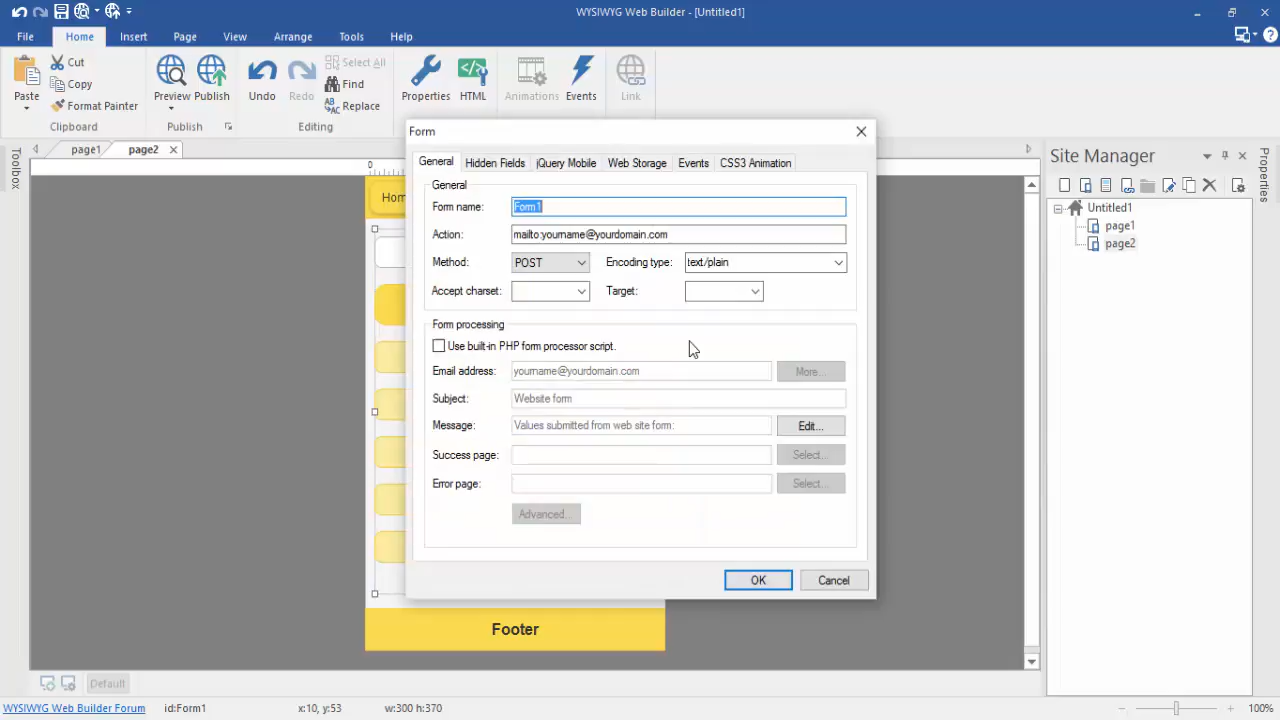 WYSIWYG Web Builder - [Untitled1]
File Home Insert Page View Arrange Tools Help
Paste Cut Copy Format Painter
Preview Publish
Undo Redo Select All Find Replace
Properties HTML Animations Events Link
Clipboard Publish Editing
page1 page2
Toolbox
Hom
Footer
Form
General Hidden Fields jQuery Mobile Web Storage Events CSS3 Animation
General
Form name: Form1
Action: mailto:yourname@yourdomain.com
Method: POST Encoding type: text/plain
Accept charset: Target:
Form processing
Use built-in PHP form processor script.
Email address: yourname@yourdomain.com More...
Subject: Website form
Message: Values submitted from web site form: Edit...
Success page: Select...
Error page: Select...
Advanced...
OK Cancel
Site Manager
Untitled1
page1
page2
Properties
Default
WYSIWYG Web Builder Forum id:Form1 x:10, y:53 w:300 h:370 100%